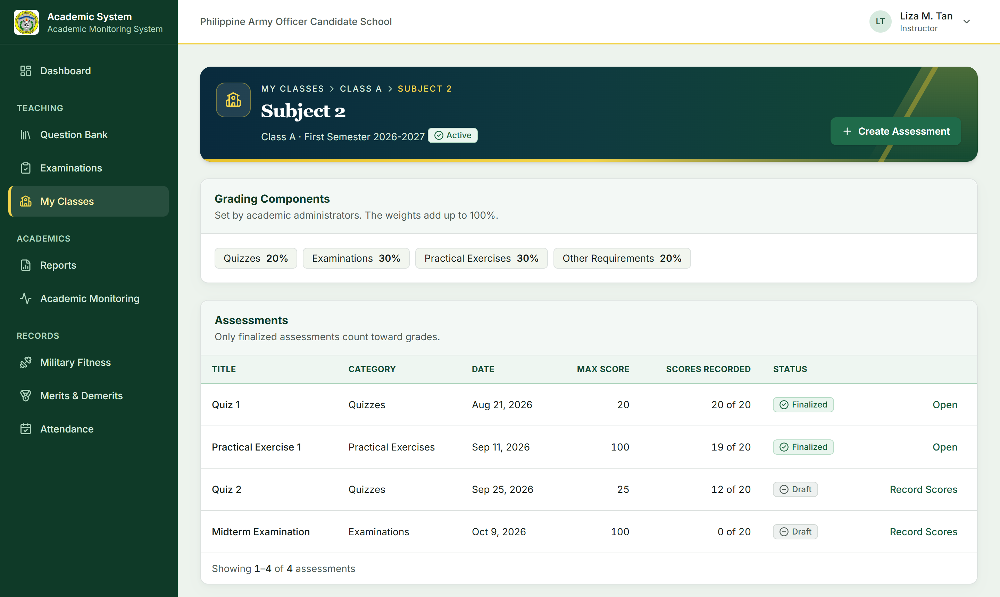 Academic System
Academic Monitoring System
Philippine Army Officer Candidate School
LT
Liza M. Tan
Instructor
Dashboard
TEACHING
Question Bank
Examinations
My Classes
ACADEMICS
Reports
Academic Monitoring
RECORDS
Military Fitness
Merits & Demerits
Attendance
MY CLASSES > CLASS A > SUBJECT 2
Subject 2
Class A · First Semester 2026-2027 Active
+ Create Assessment
Grading Components
Set by academic administrators. The weights add up to 100%.
Quizzes 20% Examinations 30% Practical Exercises 30% Other Requirements 20%
Assessments
Only finalized assessments count toward grades.
TITLE CATEGORY DATE MAX SCORE SCORES RECORDED STATUS
Quiz 1 Quizzes Aug 21, 2026 20 20 of 20 Finalized Open
Practical Exercise 1 Practical Exercises Sep 11, 2026 100 19 of 20 Finalized Open
Quiz 2 Quizzes Sep 25, 2026 25 12 of 20 Draft Record Scores
Midterm Examination Examinations Oct 9, 2026 100 0 of 20 Draft Record Scores
Showing 1–4 of 4 assessments